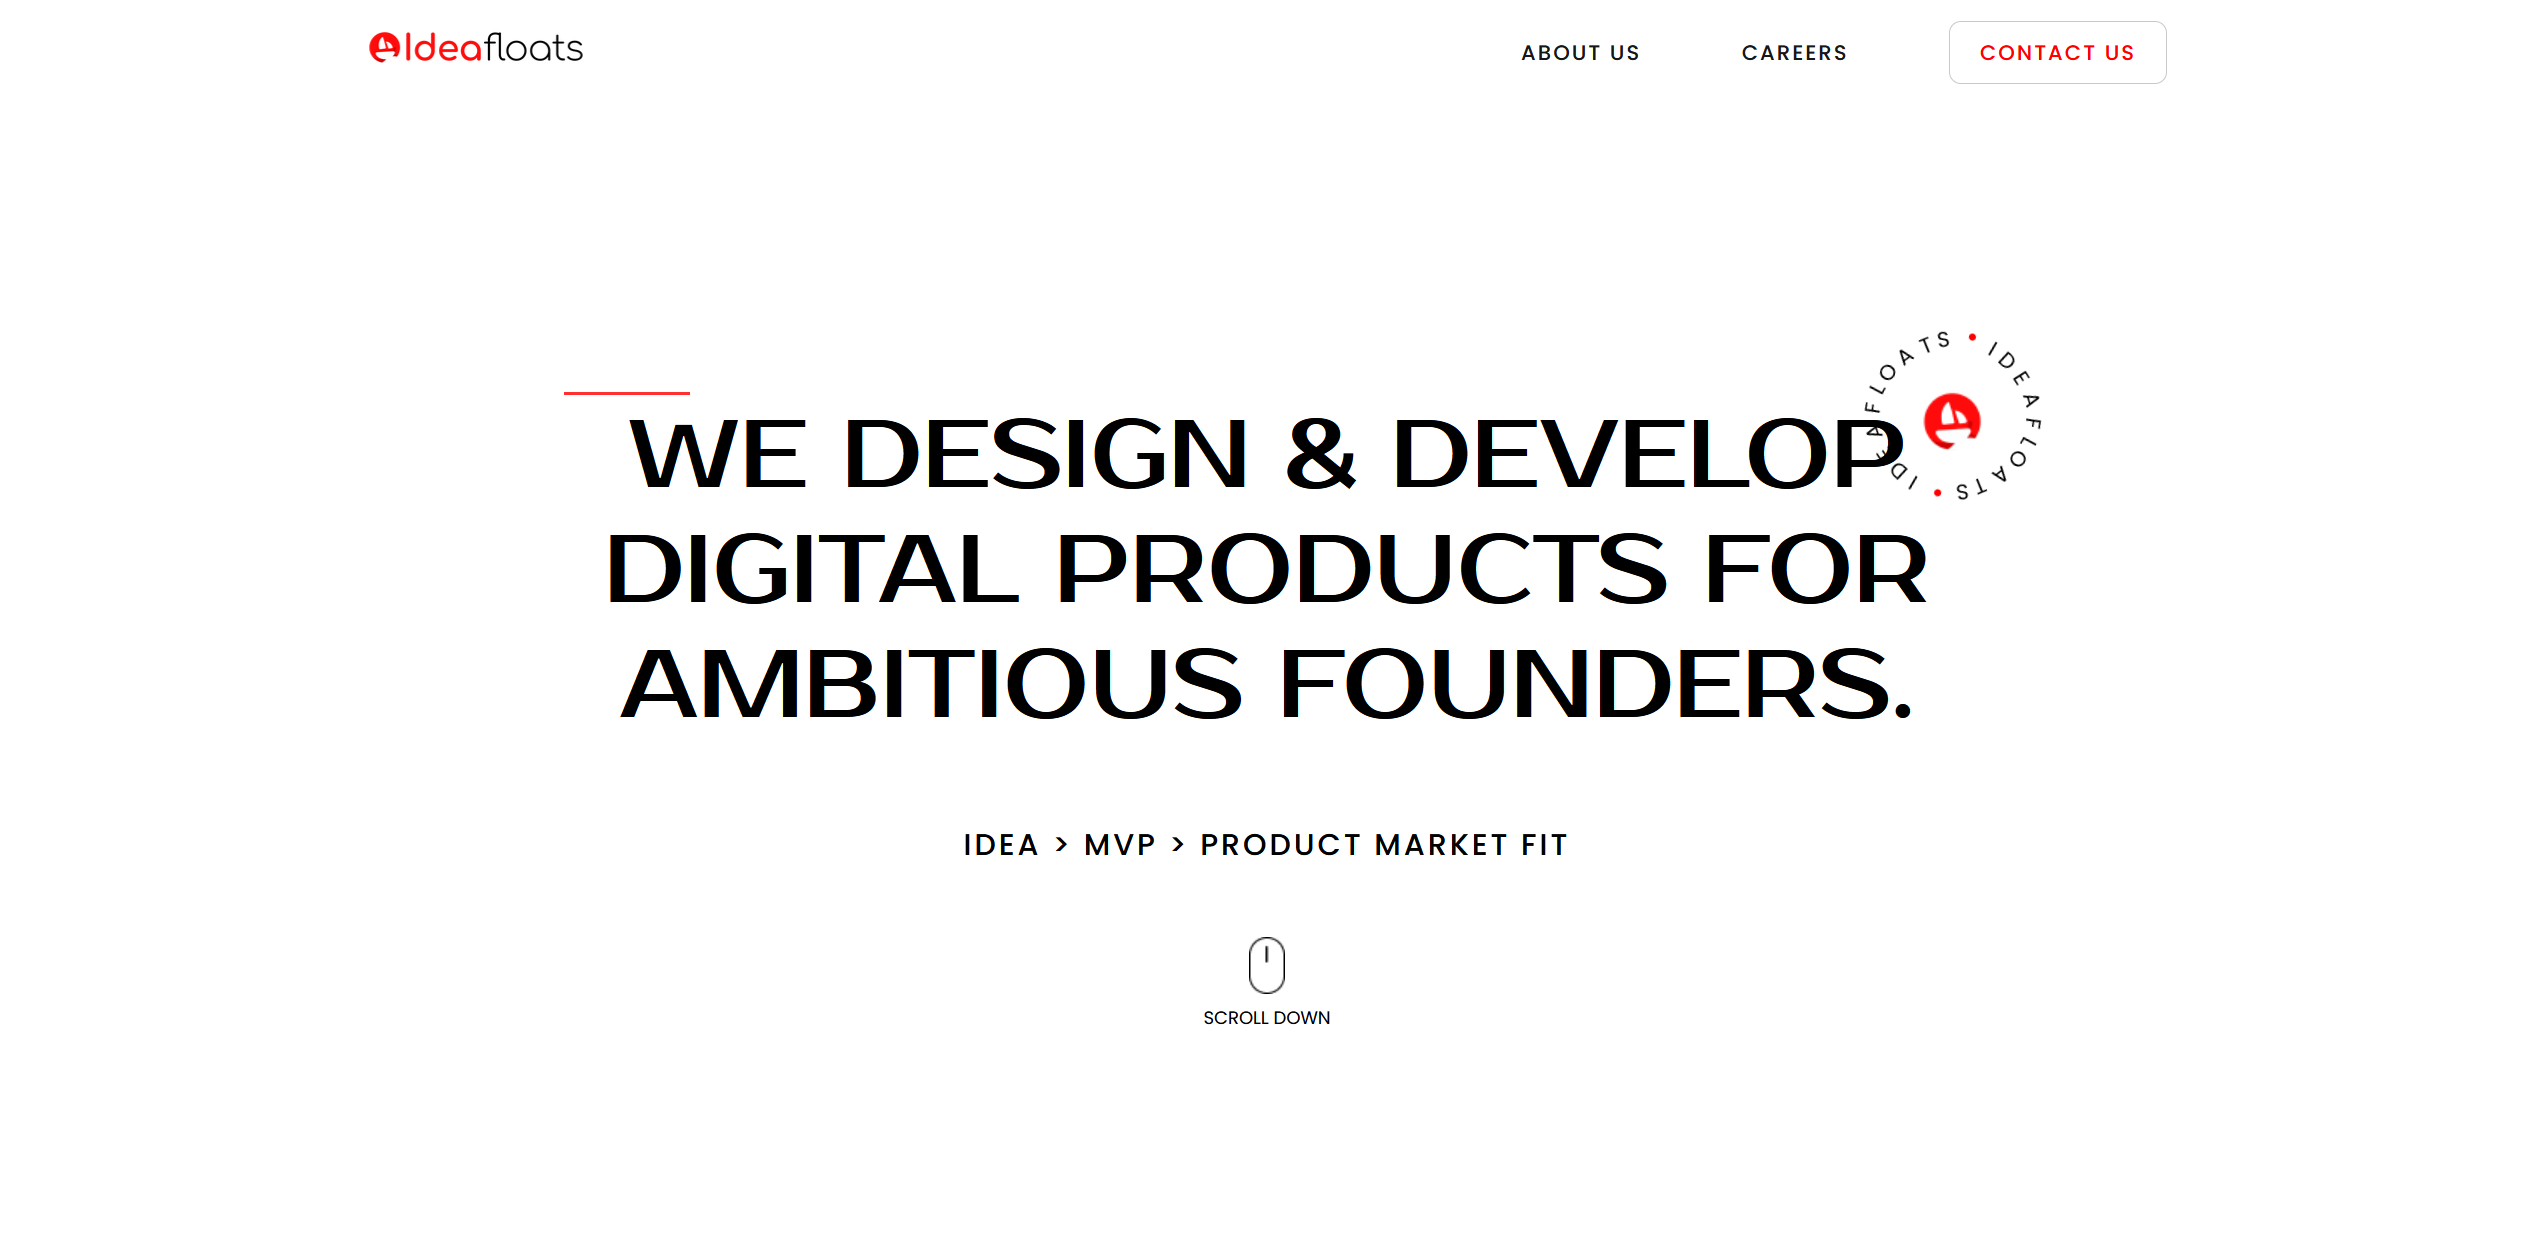 Ideafloats
ABOUT US
CAREERS
CONTACT US
IDEAFLOATS • IDEAFLOATS •
WE DESIGN & DEVELOP
DIGITAL PRODUCTS FOR
AMBITIOUS FOUNDERS.
IDEA > MVP > PRODUCT MARKET FIT
SCROLL DOWN